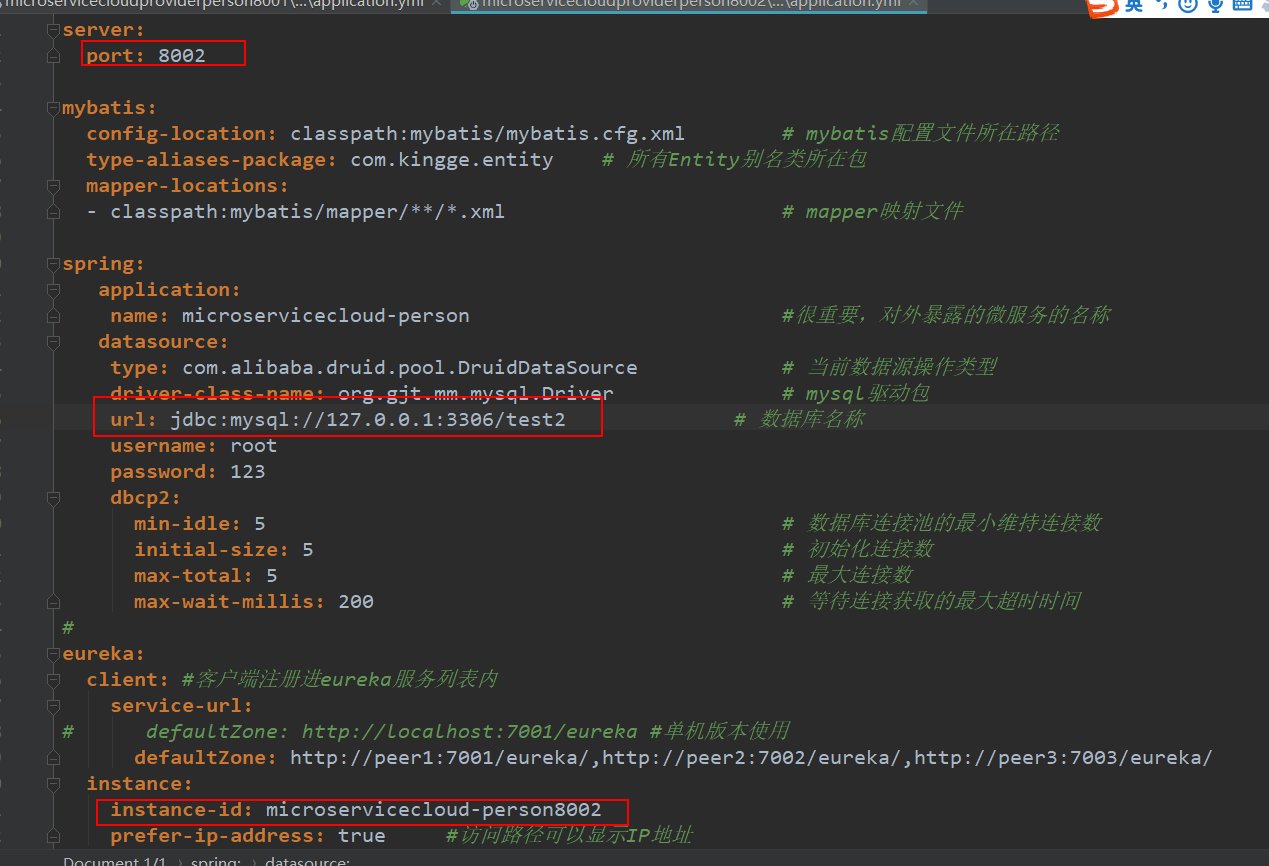 microservicecloudproviderperson8001\...\application.yml × microservicecloudproviderperson8002\...\application.yml ×
英
server:
port: 8002
mybatis:
config-location: classpath:mybatis/mybatis.cfg.xml # mybatis配置文件所在路径
type-aliases-package: com.kingge.entity # 所有Entity别名类所在包
mapper-locations:
- classpath:mybatis/mapper/**/*.xml # mapper映射文件
spring:
application:
name: microservicecloud-person #很重要，对外暴露的微服务的名称
datasource:
type: com.alibaba.druid.pool.DruidDataSource # 当前数据源操作类型
driver-class-name: org.gjt.mm.mysql.Driver # mysql驱动包
url: jdbc:mysql://127.0.0.1:3306/test2 # 数据库名称
username: root
password: 123
dbcp2:
min-idle: 5 # 数据库连接池的最小维持连接数
initial-size: 5 # 初始化连接数
max-total: 5 # 最大连接数
max-wait-millis: 200 # 等待连接获取的最大超时时间
#
eureka:
client: #客户端注册进eureka服务列表内
service-url:
# defaultZone: http://localhost:7001/eureka #单机版本使用
defaultZone: http://peer1:7001/eureka/,http://peer2:7002/eureka/,http://peer3:7003/eureka/
instance:
instance-id: microservicecloud-person8002
prefer-ip-address: true #访问路径可以显示IP地址
Document 1/1 › spring: › datasource: